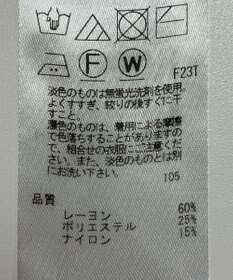 F23T
F
W
淡色のものは無蛍光洗剤を使用。
よくすすぎ、絞りの後すぐに干
すこと。
濃色のものは、着用による摩擦
で色落ちすることがありますの
で、組合せの衣服にご注意くださ
い。また、淡色のものとは別
にお洗い下さい。
105
品質
レーヨン 60%
ポリエステル 25%
ナイロン 15%